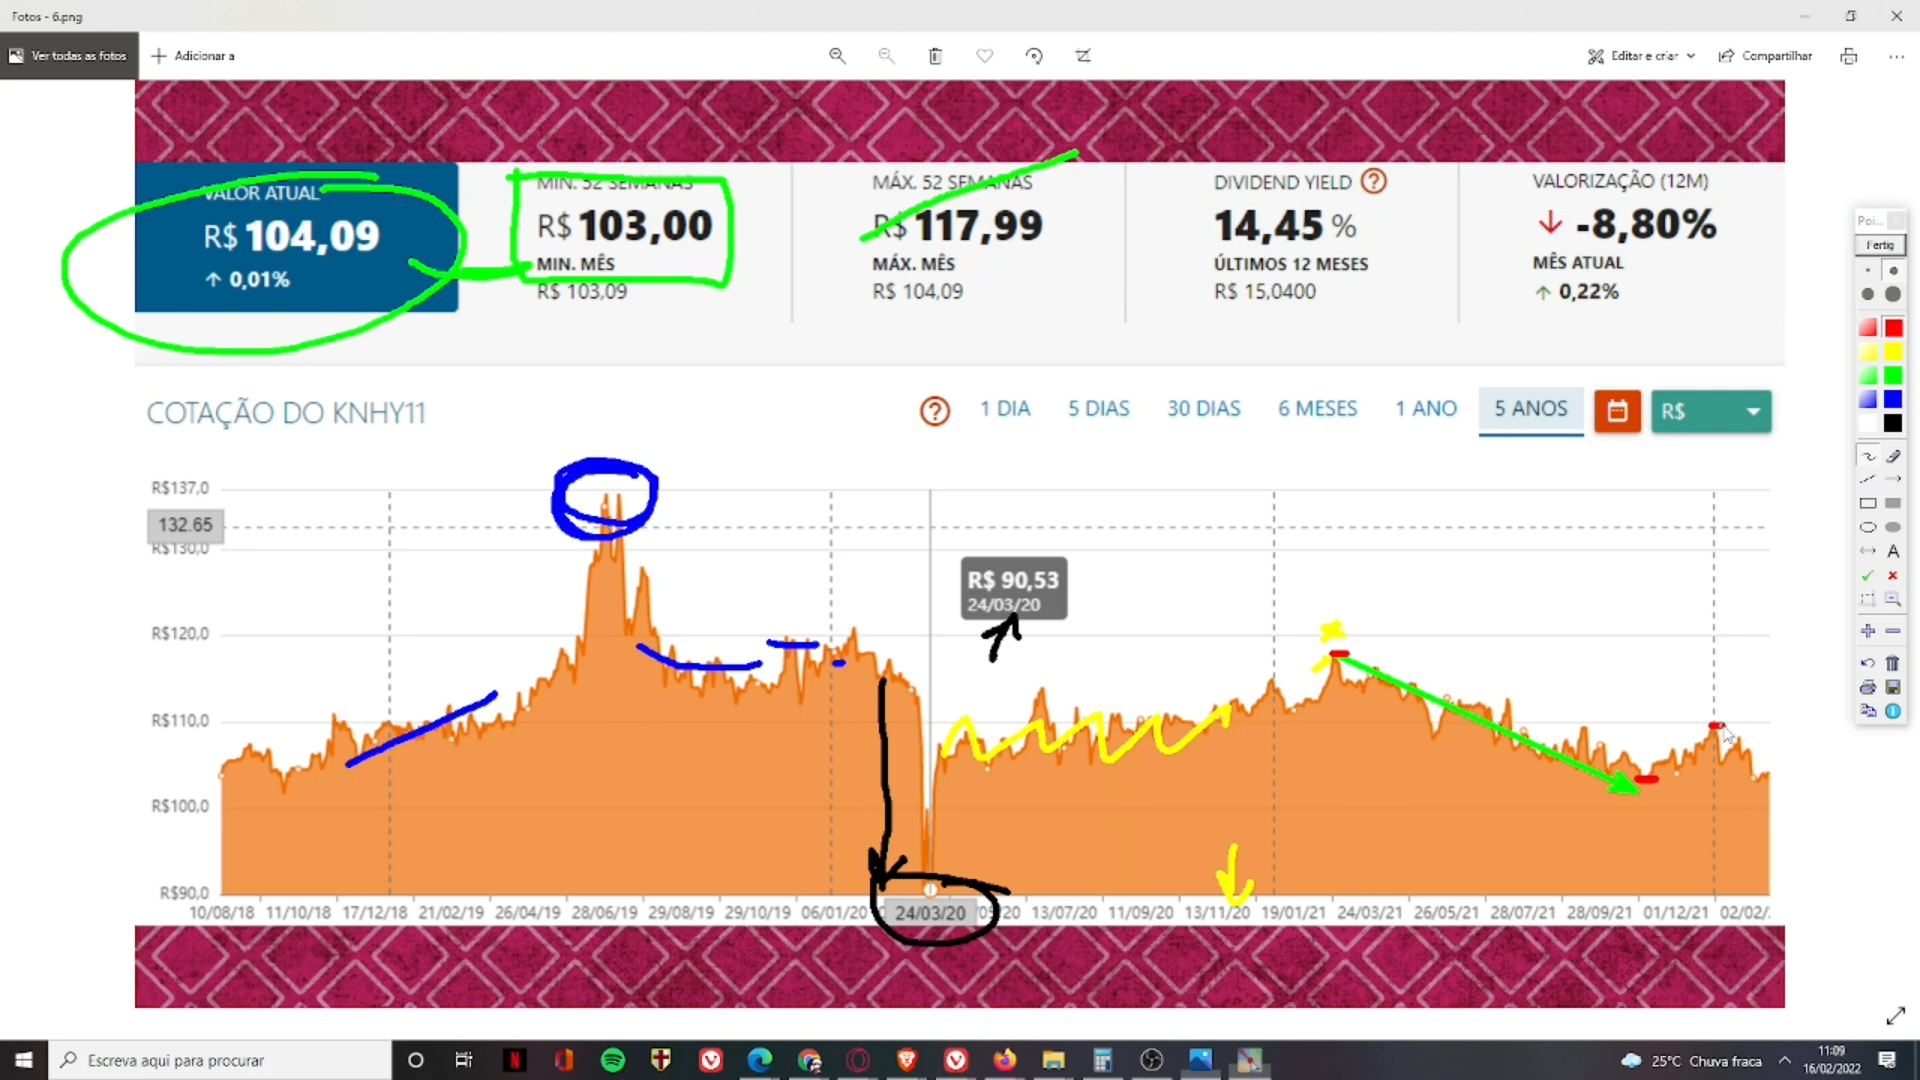 Fotos - 6.png
Ver todas as fotos
Adicionar a
Editar e criar
Compartilhar
VALOR ATUAL
R$ 104,09
0,01%
MIN. 52 SEMANAS
R$ 103,00
MIN. MÊS
R$ 103,09
MÁX. 52 SEMANAS
R$ 117,99
MÁX. MÊS
R$ 104,09
DIVIDEND YIELD ?
14,45 %
ÚLTIMOS 12 MESES
R$ 15,0400
VALORIZAÇÃO (12M)
-8,80%
MÊS ATUAL
0,22%
Poi...
Fertig
COTAÇÃO DO KNHY11
? 1 DIA 5 DIAS 30 DIAS 6 MESES 1 ANO 5 ANOS R$
R$137,0
132.65
R$130,0
R$ 90,53
24/03/20
R$120,0
R$110,0
R$100,0
R$90,0
10/08/18 11/10/18 17/12/18 21/02/19 26/04/19 28/06/19 29/08/19 29/10/19 06/01/20 24/03/20 13/07/20 11/09/20 13/11/20 19/01/21 24/03/21 26/05/21 28/07/21 28/09/21 01/12/21 02/02/.
A
Escreva aqui para procurar
25°C Chuva fraca
11:09
16/02/2022